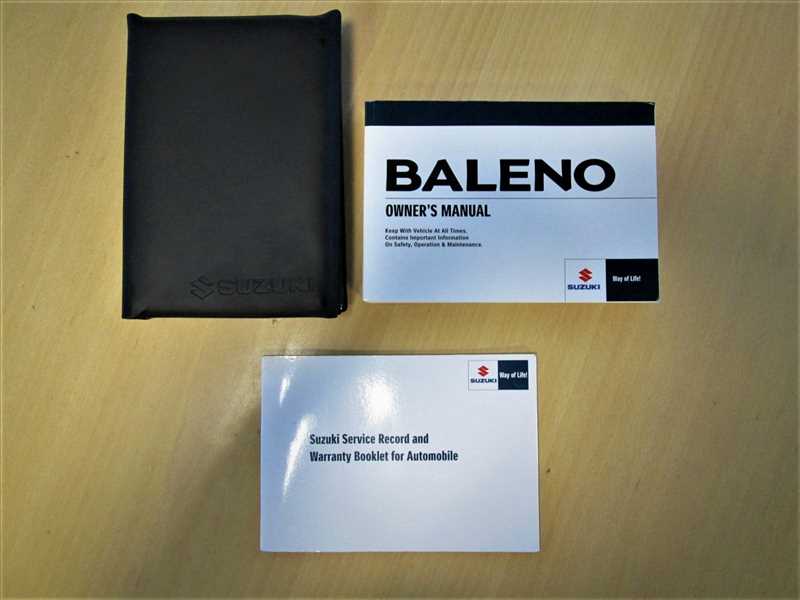 SUZUKI
BALENO
OWNER'S MANUAL
Keep With Vehicle At All Times.
Contains Important Information
On Safety, Operation & Maintenance.
SUZUKI
Way of Life!
SUZUKI
Way of Life!
Suzuki Service Record and
Warranty Booklet for Automobile